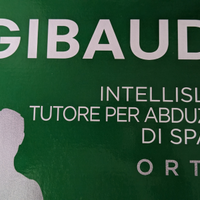 GIBAUD
INTELLISL
TUTORE PER ABDUZ
DI SPA
ORT